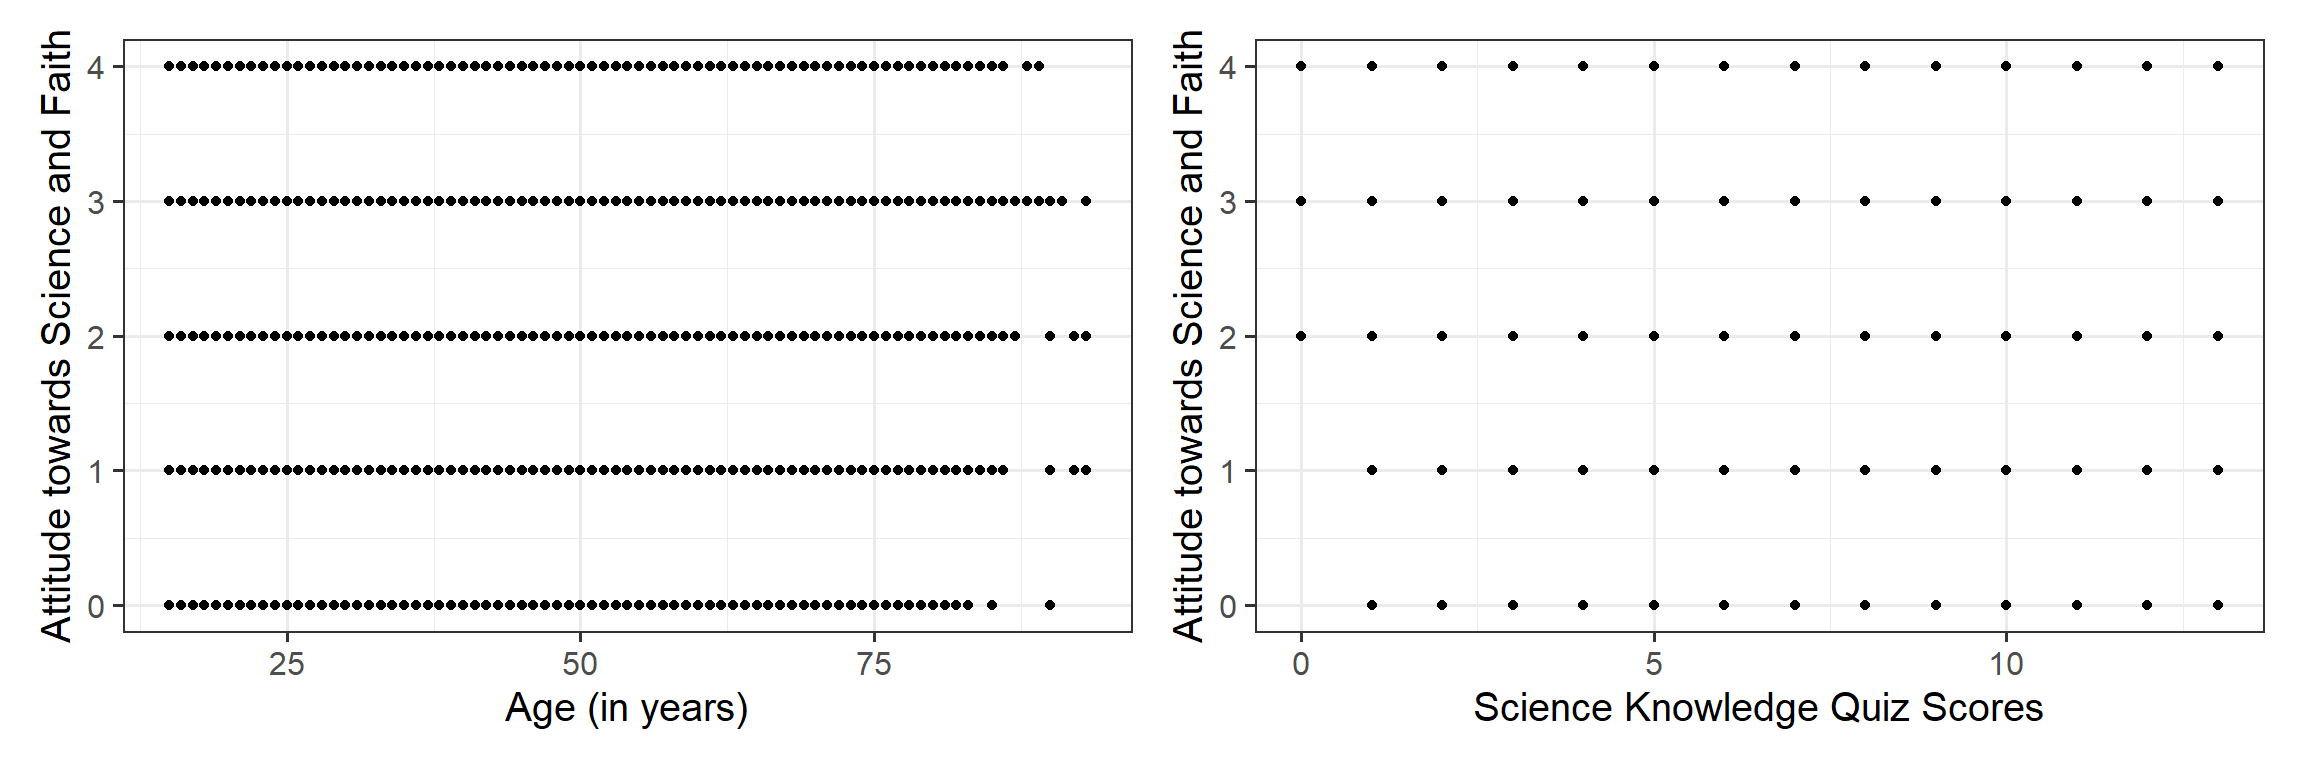 Attitude towards Science and Faith
4
3
2
1
0
25 50 75
Age (in years)
Attitude towards Science and Faith
4
3
2
1
0
0 5 10
Science Knowledge Quiz Scores